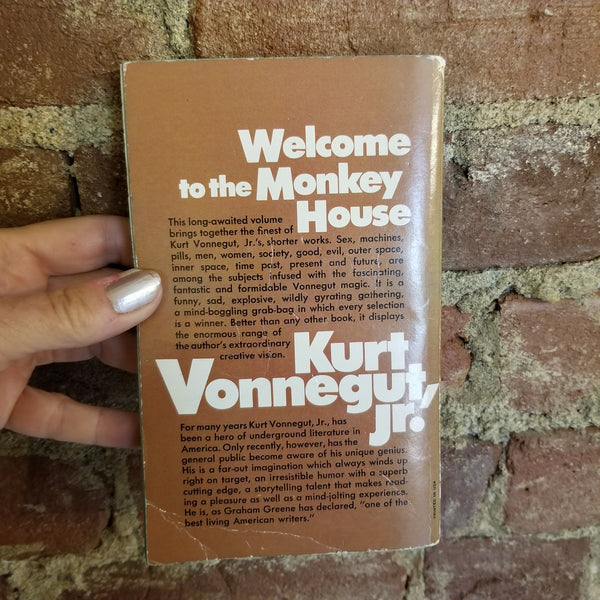 Welcome
to the Monkey
House
This long-awaited volume
brings together the finest of
Kurt Vonnegut, Jr.'s, shorter works. Sex, machines,
pills, men, women, society, good, evil, outer space,
inner space, time past, present and future, are
among the subjects infused with the fascinating,
fantastic and formidable Vonnegut magic. It is a
funny, sad, explosive, wildly gyrating gathering,
a mind-boggling grab-bag in which every selection
is a winner. Better than any other book, it displays
the enormous range of
the author's extraordinary
creative vision.
Kurt
Vonnegut,
Jr.
For many years Kurt Vonnegut, Jr., has
been a hero of underground literature in
America. Only recently, however, has the
general public become aware of his unique genius.
His is a far-out imagination which always winds up
right on target, an irresistible humor with a superb
cutting edge, a storytelling talent that makes read-
ing a pleasure as well as a mind-jolting experience.
He is, as Graham Greene has declared, "one of the
best living American writers."
PRINTED IN USA